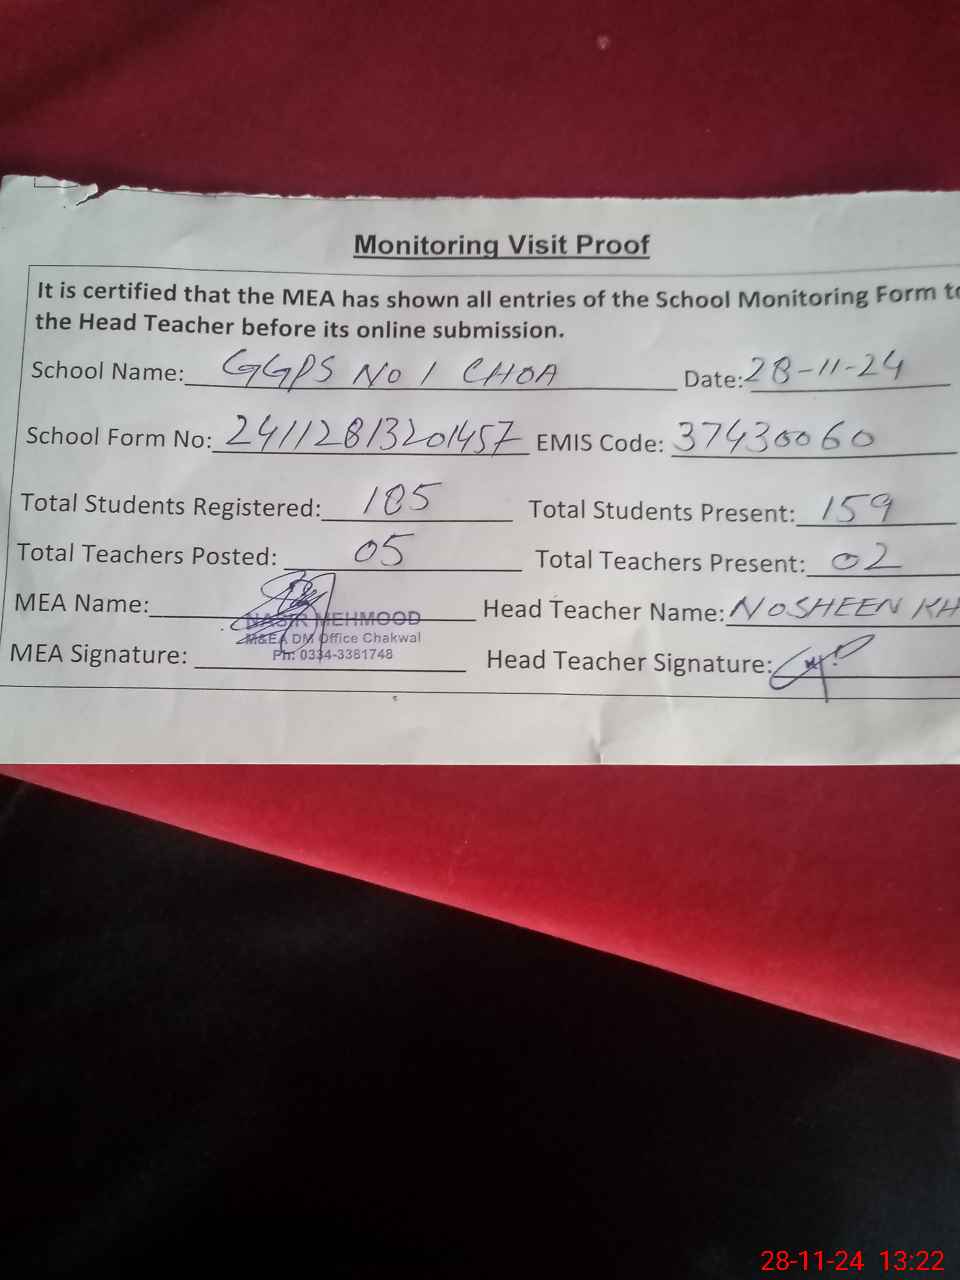 Monitoring Visit Proof
It is certified that the MEA has shown all entries of the School Monitoring Form to
the Head Teacher before its online submission.
School Name: GGPS No 1 CHOA Date: 28-11-24
School Form No: 24112813201457 EMIS Code: 37430060
Total Students Registered: 185 Total Students Present: 159
Total Teachers Posted: 05 Total Teachers Present: 02
MEA Name: NASIR MEHMOOD Head Teacher Name: NOSHEEN KH
M&EA DM Office Chakwal
MEA Signature: Ph: 0334-3381748 Head Teacher Signature:
28-11-24 13:22